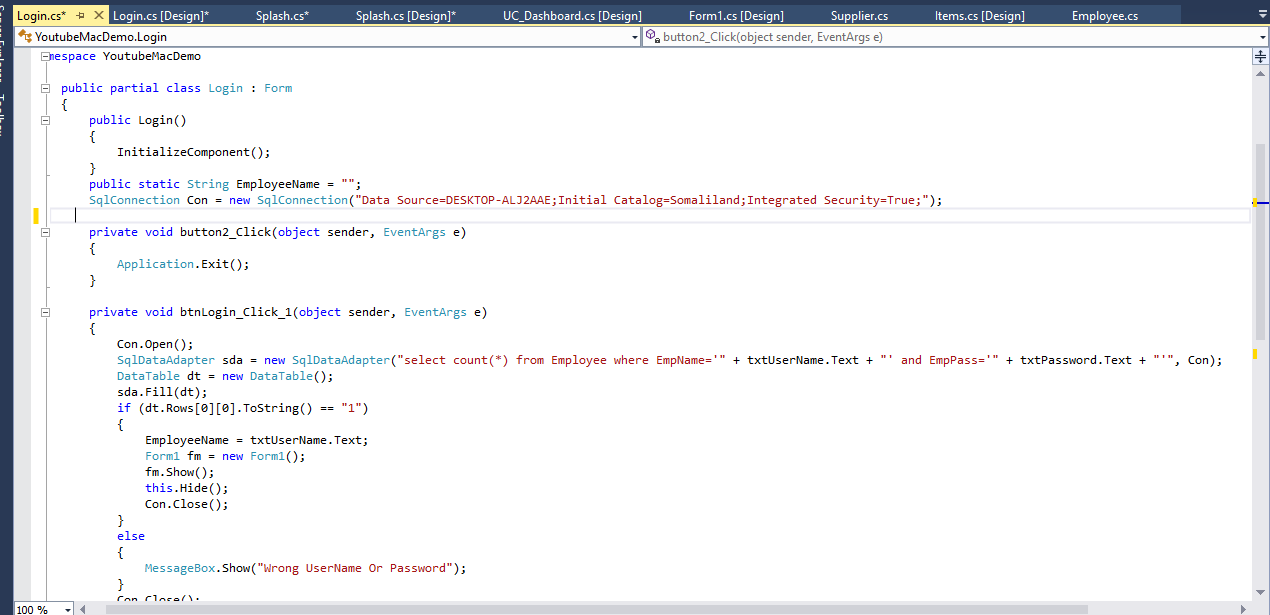 Login.cs* Login.cs [Design]* Splash.cs* Splash.cs [Design]* UC_Dashboard.cs [Design] Form1.cs [Design] Supplier.cs Items.cs [Design] Employee.cs
YoutubeMacDemo.Login button2_Click(object sender, EventArgs e)
mespace YoutubeMacDemo
public partial class Login : Form
{
public Login()
{
InitializeComponent();
}
public static String EmployeeName = "";
SqlConnection Con = new SqlConnection("Data Source=DESKTOP-ALJ2AAE;Initial Catalog=Somaliland;Integrated Security=True;");
private void button2_Click(object sender, EventArgs e)
{
Application.Exit();
}
private void btnLogin_Click_1(object sender, EventArgs e)
{
Con.Open();
SqlDataAdapter sda = new SqlDataAdapter("select count(*) from Employee where EmpName='" + txtUserName.Text + "' and EmpPass='" + txtPassword.Text + "'", Con);
DataTable dt = new DataTable();
sda.Fill(dt);
if (dt.Rows[0][0].ToString() == "1")
{
EmployeeName = txtUserName.Text;
Form1 fm = new Form1();
fm.Show();
this.Hide();
Con.Close();
}
else
{
MessageBox.Show("Wrong UserName Or Password");
}
Con.Close();
100 %